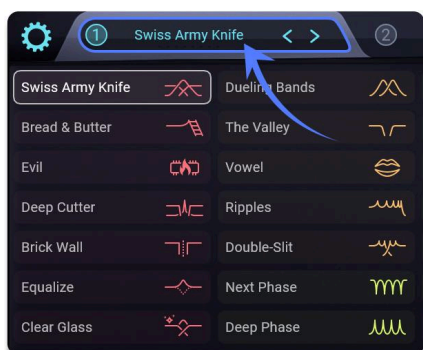 1 Swiss Army Knife < > 2
Swiss Army Knife Dueling Bands
Bread & Butter The Valley
Evil Vowel
Deep Cutter Ripples
Brick Wall Double-Slit
Equalize Next Phase
Clear Glass Deep Phase